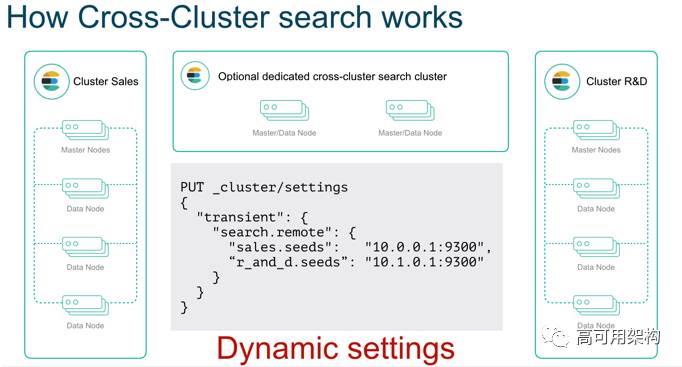 How Cross-Cluster search works
Cluster Sales
Master Nodes
Data Node
Data Node
Data Node
Optional dedicated cross-cluster search cluster
Master/Data Node
Master/Data Node
PUT _cluster/settings
{
"transient": {
"search.remote": {
"sales.seeds": "10.0.0.1:9300",
“r_and_d.seeds”: "10.1.0.1:9300"
}
}
}
Dynamic settings
Cluster R&D
Master Nodes
Data Node
Data Node
Data Node
高可用架构